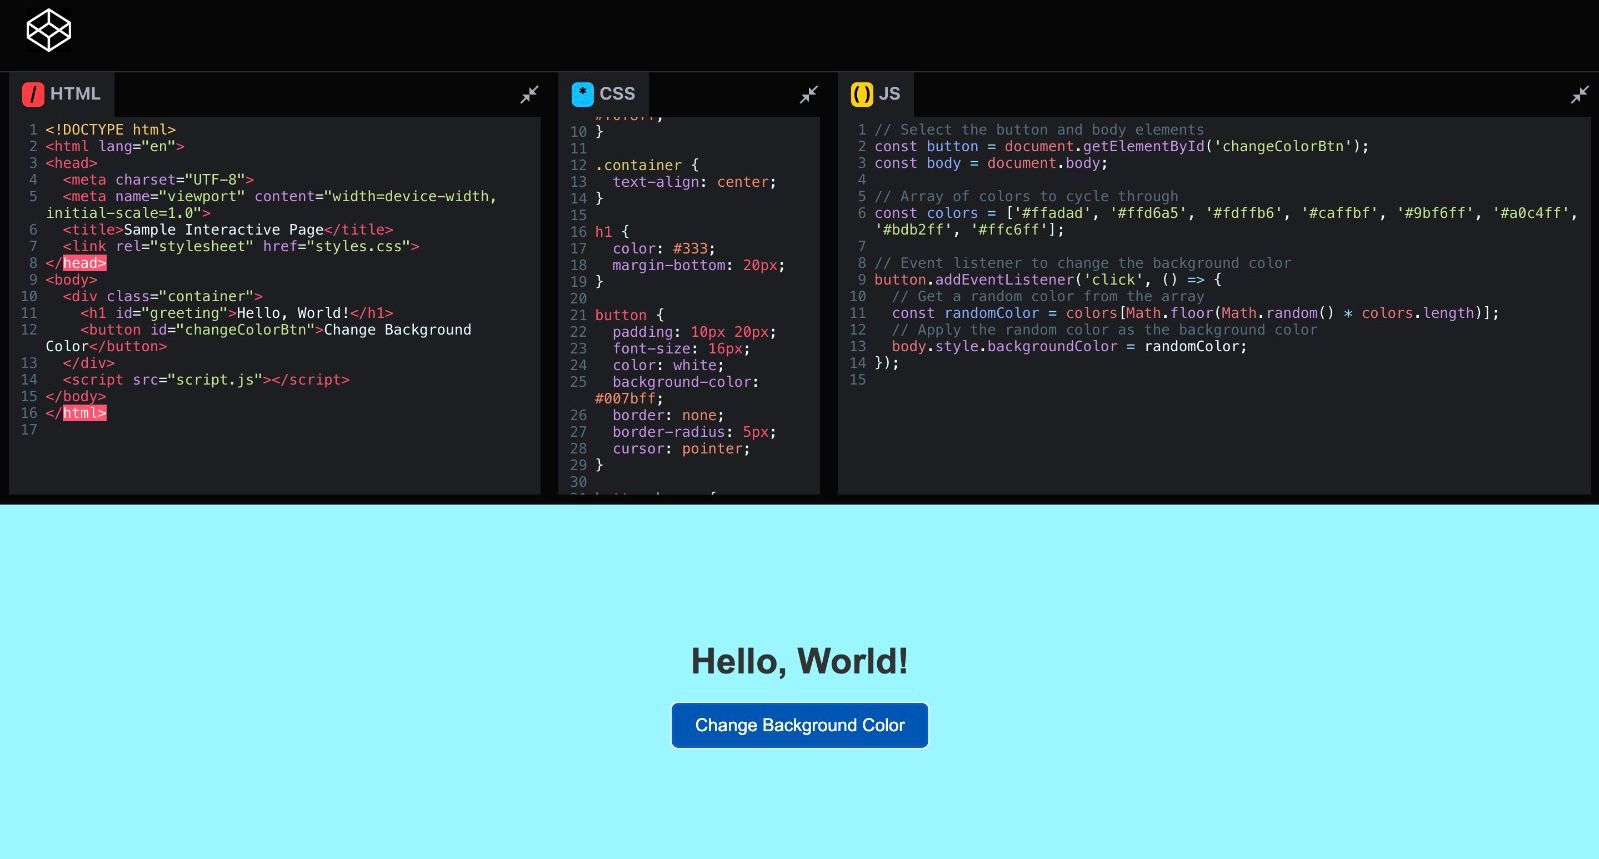 / HTML
1 <!DOCTYPE html>
2 <html lang="en">
3 <head>
4   <meta charset="UTF-8">
5   <meta name="viewport" content="width=device-width,
initial-scale=1.0">
6   <title>Sample Interactive Page</title>
7   <link rel="stylesheet" href="styles.css">
8 </head>
9 <body>
10   <div class="container">
11     <h1 id="greeting">Hello, World!</h1>
12     <button id="changeColorBtn">Change Background
Color</button>
13   </div>
14   <script src="script.js"></script>
15 </body>
16 </html>
17
* CSS
10 }
11
12 .container {
13   text-align: center;
14 }
15
16 h1 {
17   color: #333;
18   margin-bottom: 20px;
19 }
20
21 button {
22   padding: 10px 20px;
23   font-size: 16px;
24   color: white;
25   background-color:
#007bff;
26   border: none;
27   border-radius: 5px;
28   cursor: pointer;
29 }
30
() JS
1 // Select the button and body elements
2 const button = document.getElementById('changeColorBtn');
3 const body = document.body;
4
5 // Array of colors to cycle through
6 const colors = ['#ffadad', '#ffd6a5', '#fdffb6', '#caffbf', '#9bf6ff', '#a0c4ff',
'#bdb2ff', '#ffc6ff'];
7
8 // Event listener to change the background color
9 button.addEventListener('click', () => {
10   // Get a random color from the array
11   const randomColor = colors[Math.floor(Math.random() * colors.length)];
12   // Apply the random color as the background color
13   body.style.backgroundColor = randomColor;
14 });
15
Hello, World!
Change Background Color